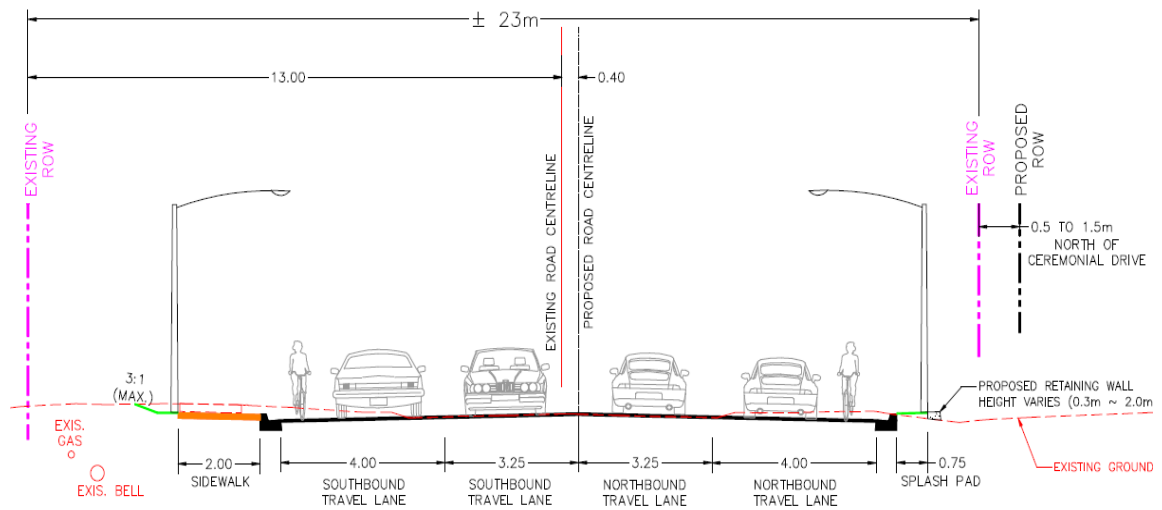 ± 23m
13.00
0.40
EXISTING
ROW
EXISTING ROAD CENTRELINE
PROPOSED ROAD CENTRELINE
EXISTING
ROW
PROPOSED
ROW
0.5 TO 1.5m
NORTH OF
CEREMONIAL DRIVE
3:1
(MAX.)
PROPOSED RETAINING WALL
HEIGHT VARIES (0.3m ~ 2.0m
EXIS.
GAS
EXIS. BELL
EXISTING GROUND
2.00
SIDEWALK
4.00
SOUTHBOUND
TRAVEL LANE
3.25
SOUTHBOUND
TRAVEL LANE
3.25
NORTHBOUND
TRAVEL LANE
4.00
NORTHBOUND
TRAVEL LANE
0.75
SPLASH PAD